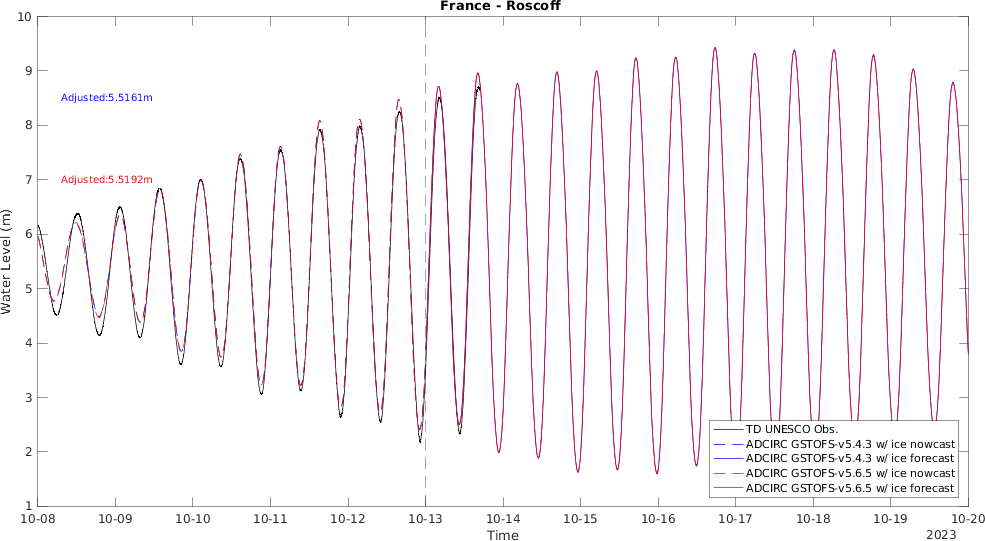 France - Roscoff
10
9
8
7
6
5
4
3
2
1
Water Level (m)
Adjusted:5.5161m
Adjusted:5.5192m
TD UNESCO Obs.
ADCIRC GSTOFS-v5.4.3 w/ ice nowcast
ADCIRC GSTOFS-v5.4.3 w/ ice forecast
ADCIRC GSTOFS-v5.6.5 w/ ice nowcast
ADCIRC GSTOFS-v5.6.5 w/ ice forecast
10-08 10-09 10-10 10-11 10-12 10-13 10-14 10-15 10-16 10-17 10-18 10-19 10-20
Time
2023